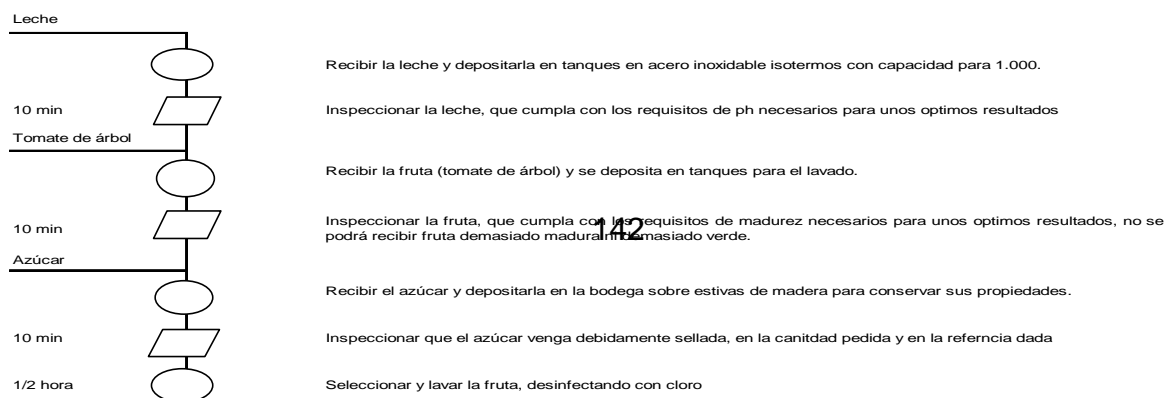 Leche
Recibir la leche y depositarla en tanques en acero inoxidable isotermos con capacidad para 1.000.
10 min
Inspeccionar la leche, que cumpla con los requisitos de ph necesarios para unos optimos resultados
Tomate de árbol
Recibir la fruta (tomate de árbol) y se deposita en tanques para el lavado.
10 min
Inspeccionar la fruta, que cumpla con los requisitos de madurez necesarios para unos optimos resultados, no se
podrá recibir fruta demasiado madura ni demasiado verde.
142
Azúcar
Recibir el azúcar y depositarla en la bodega sobre estivas de madera para conservar sus propiedades.
10 min
Inspeccionar que el azúcar venga debidamente sellada, en la canitdad pedida y en la referncia dada
1/2 hora
Seleccionar y lavar la fruta, desinfectando con cloro